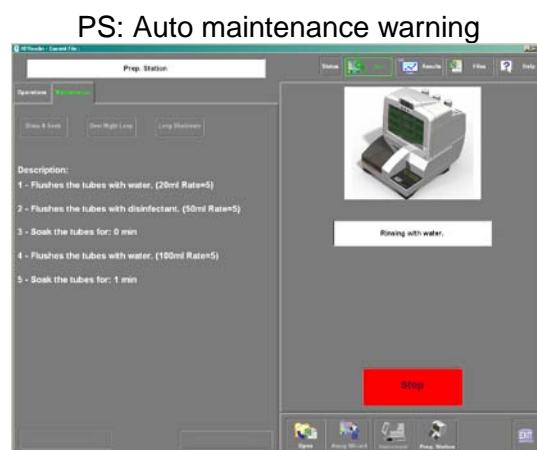 PS: Auto maintenance warning
Prep. Station
Status
Results
Files
Help
Operations
Maintenance
Over Night Loop
Long Shutdown
Description:
1 - Flushes the tubes with water. (20ml Rate=5)
2 - Flushes the tubes with disinfectant. (50ml Rate=5)
3 - Soak the tubes for: 0 min
4 - Flushes the tubes with water. (100ml Rate=5)
5 - Soak the tubes for: 1 min
Rinsing with water.
Stop
Open
Assay Wizard
Instrument
Prep. Station
EXIT